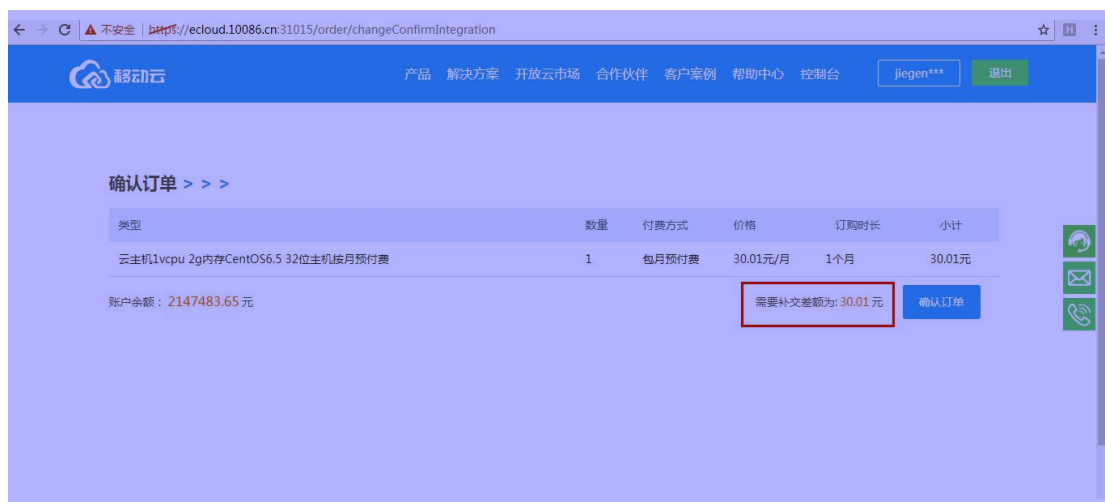 不安全 | https://ecloud.10086.cn:31015/order/changeConfirmIntegration
移动云 产品 解决方案 开放云市场 合作伙伴 客户案例 帮助中心 控制台 jiegen*** 退出
确认订单 > > >
类型 数量 付费方式 价格 订购时长 小计
云主机1vcpu 2g内存CentOS6.5 32位主机按月预付费 1 包月预付费 30.01元/月 1个月 30.01元
账户余额： 2147483.65 元 需要补交差额为: 30.01 元 确认订单